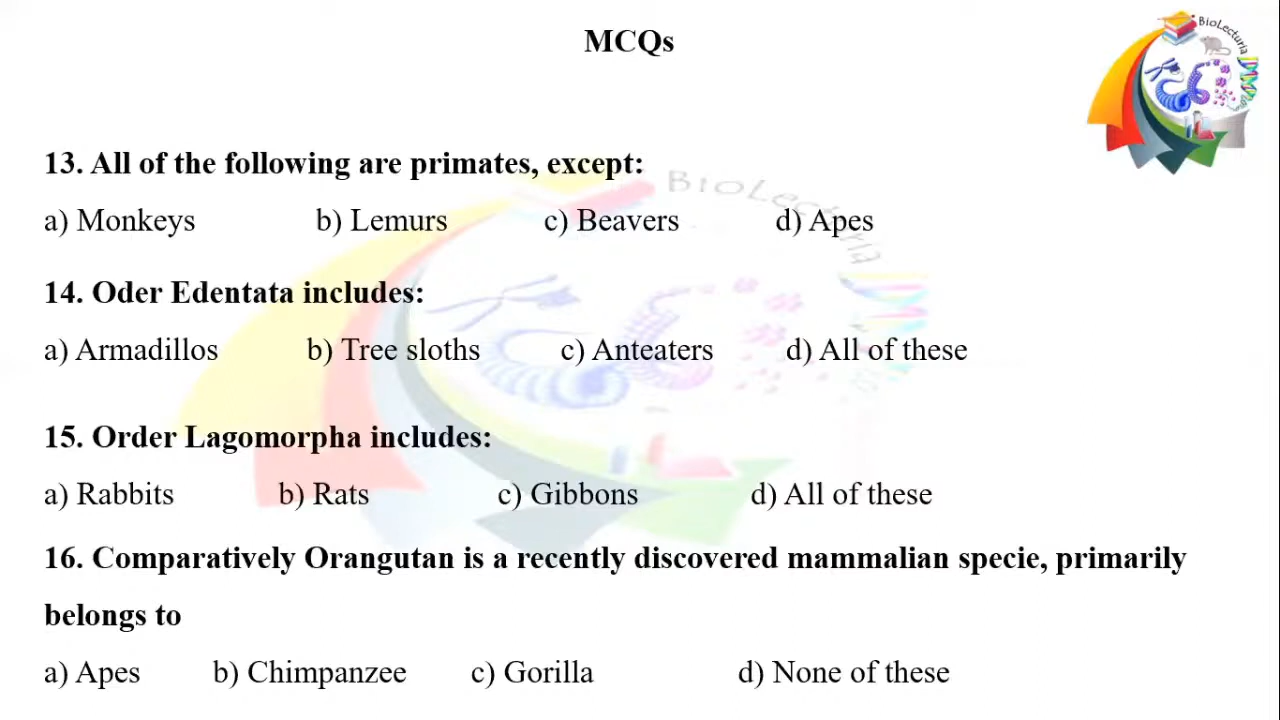 MCQs
BioLecturia
13. All of the following are primates, except:
a) Monkeys b) Lemurs c) Beavers d) Apes
14. Oder Edentata includes:
a) Armadillos b) Tree sloths c) Anteaters d) All of these
15. Order Lagomorpha includes:
a) Rabbits b) Rats c) Gibbons d) All of these
16. Comparatively Orangutan is a recently discovered mammalian specie, primarily
belongs to
a) Apes b) Chimpanzee c) Gorilla d) None of these
BioLecturia